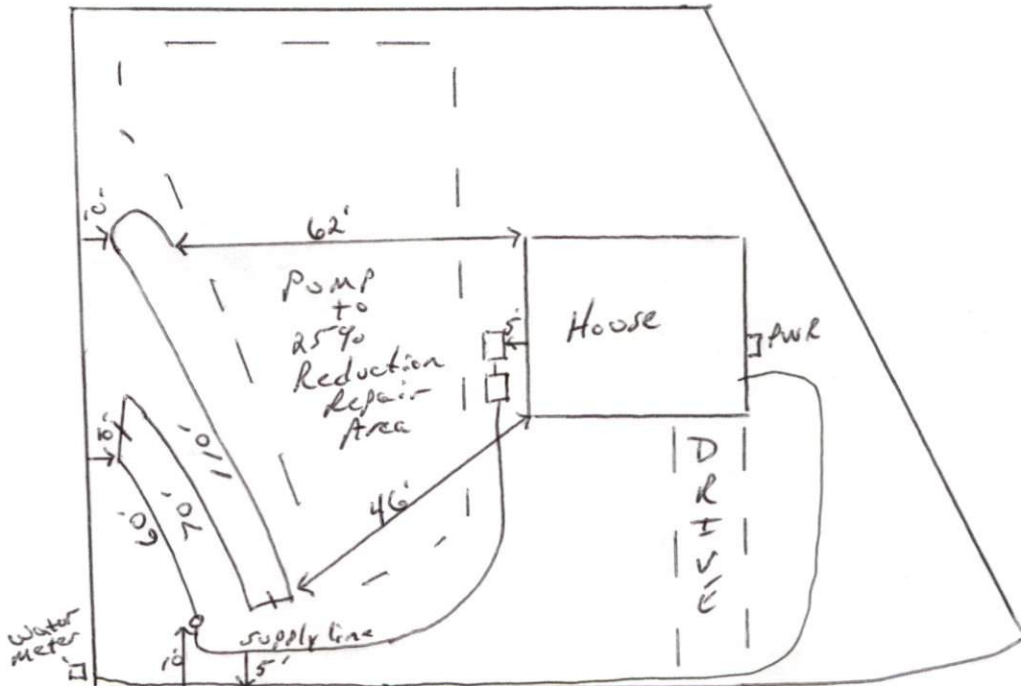 10'
62'
Pump
to
25%
Reduction
Repair
Area
5'
House
PWR
10'
110'
70'
60'
46'
DRIVE
Water
meter
supply line
10'
5'